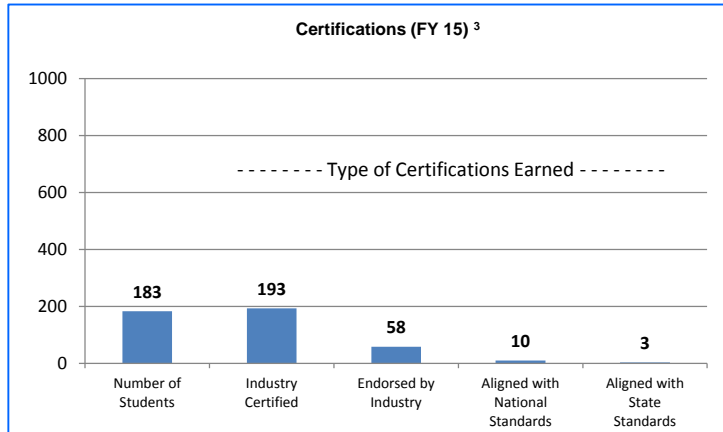 Certifications (FY 15) ³
1000
800
- - - - - - - - Type of Certifications Earned - - - - - - - -
600
400
200
0
183
193
58
10
3
Number of
Students
Industry
Certified
Endorsed by
Industry
Aligned with
National
Standards
Aligned with
State
Standards